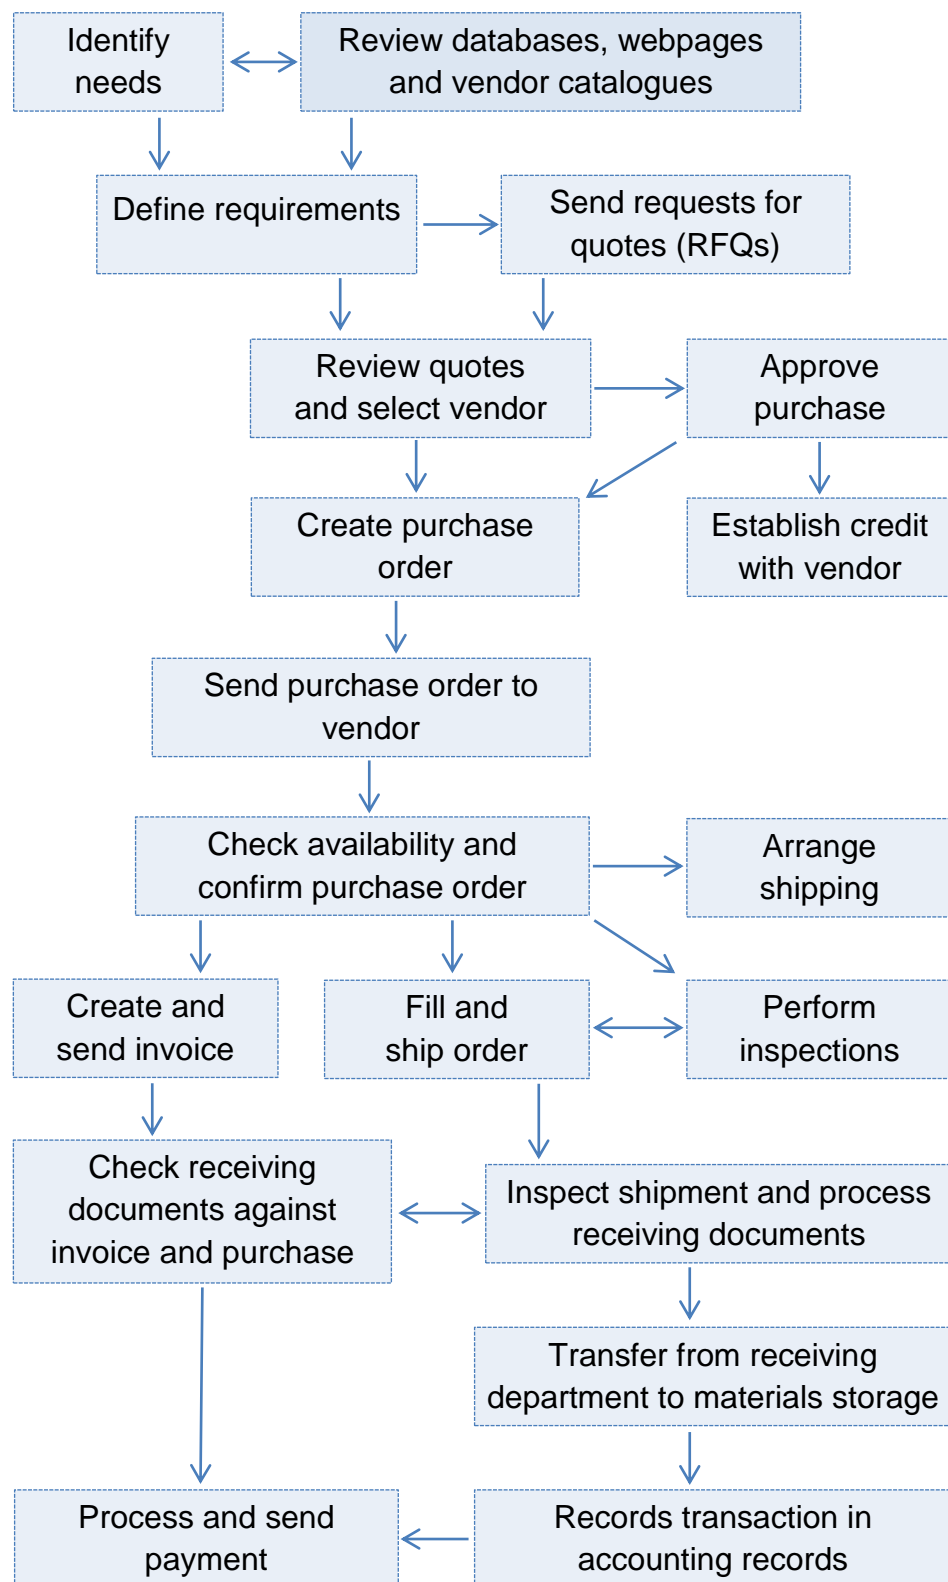 Identify
needs
Review databases, webpages
and vendor catalogues
Define requirements
Send requests for
quotes (RFQs)
Review quotes
and select vendor
Approve
purchase
Create purchase
order
Establish credit
with vendor
Send purchase order to
vendor
Check availability and
confirm purchase order
Arrange
shipping
Create and
send invoice
Fill and
ship order
Perform
inspections
Check receiving
documents against
invoice and purchase
Inspect shipment and process
receiving documents
Transfer from receiving
department to materials storage
Process and send
payment
Records transaction in
accounting records